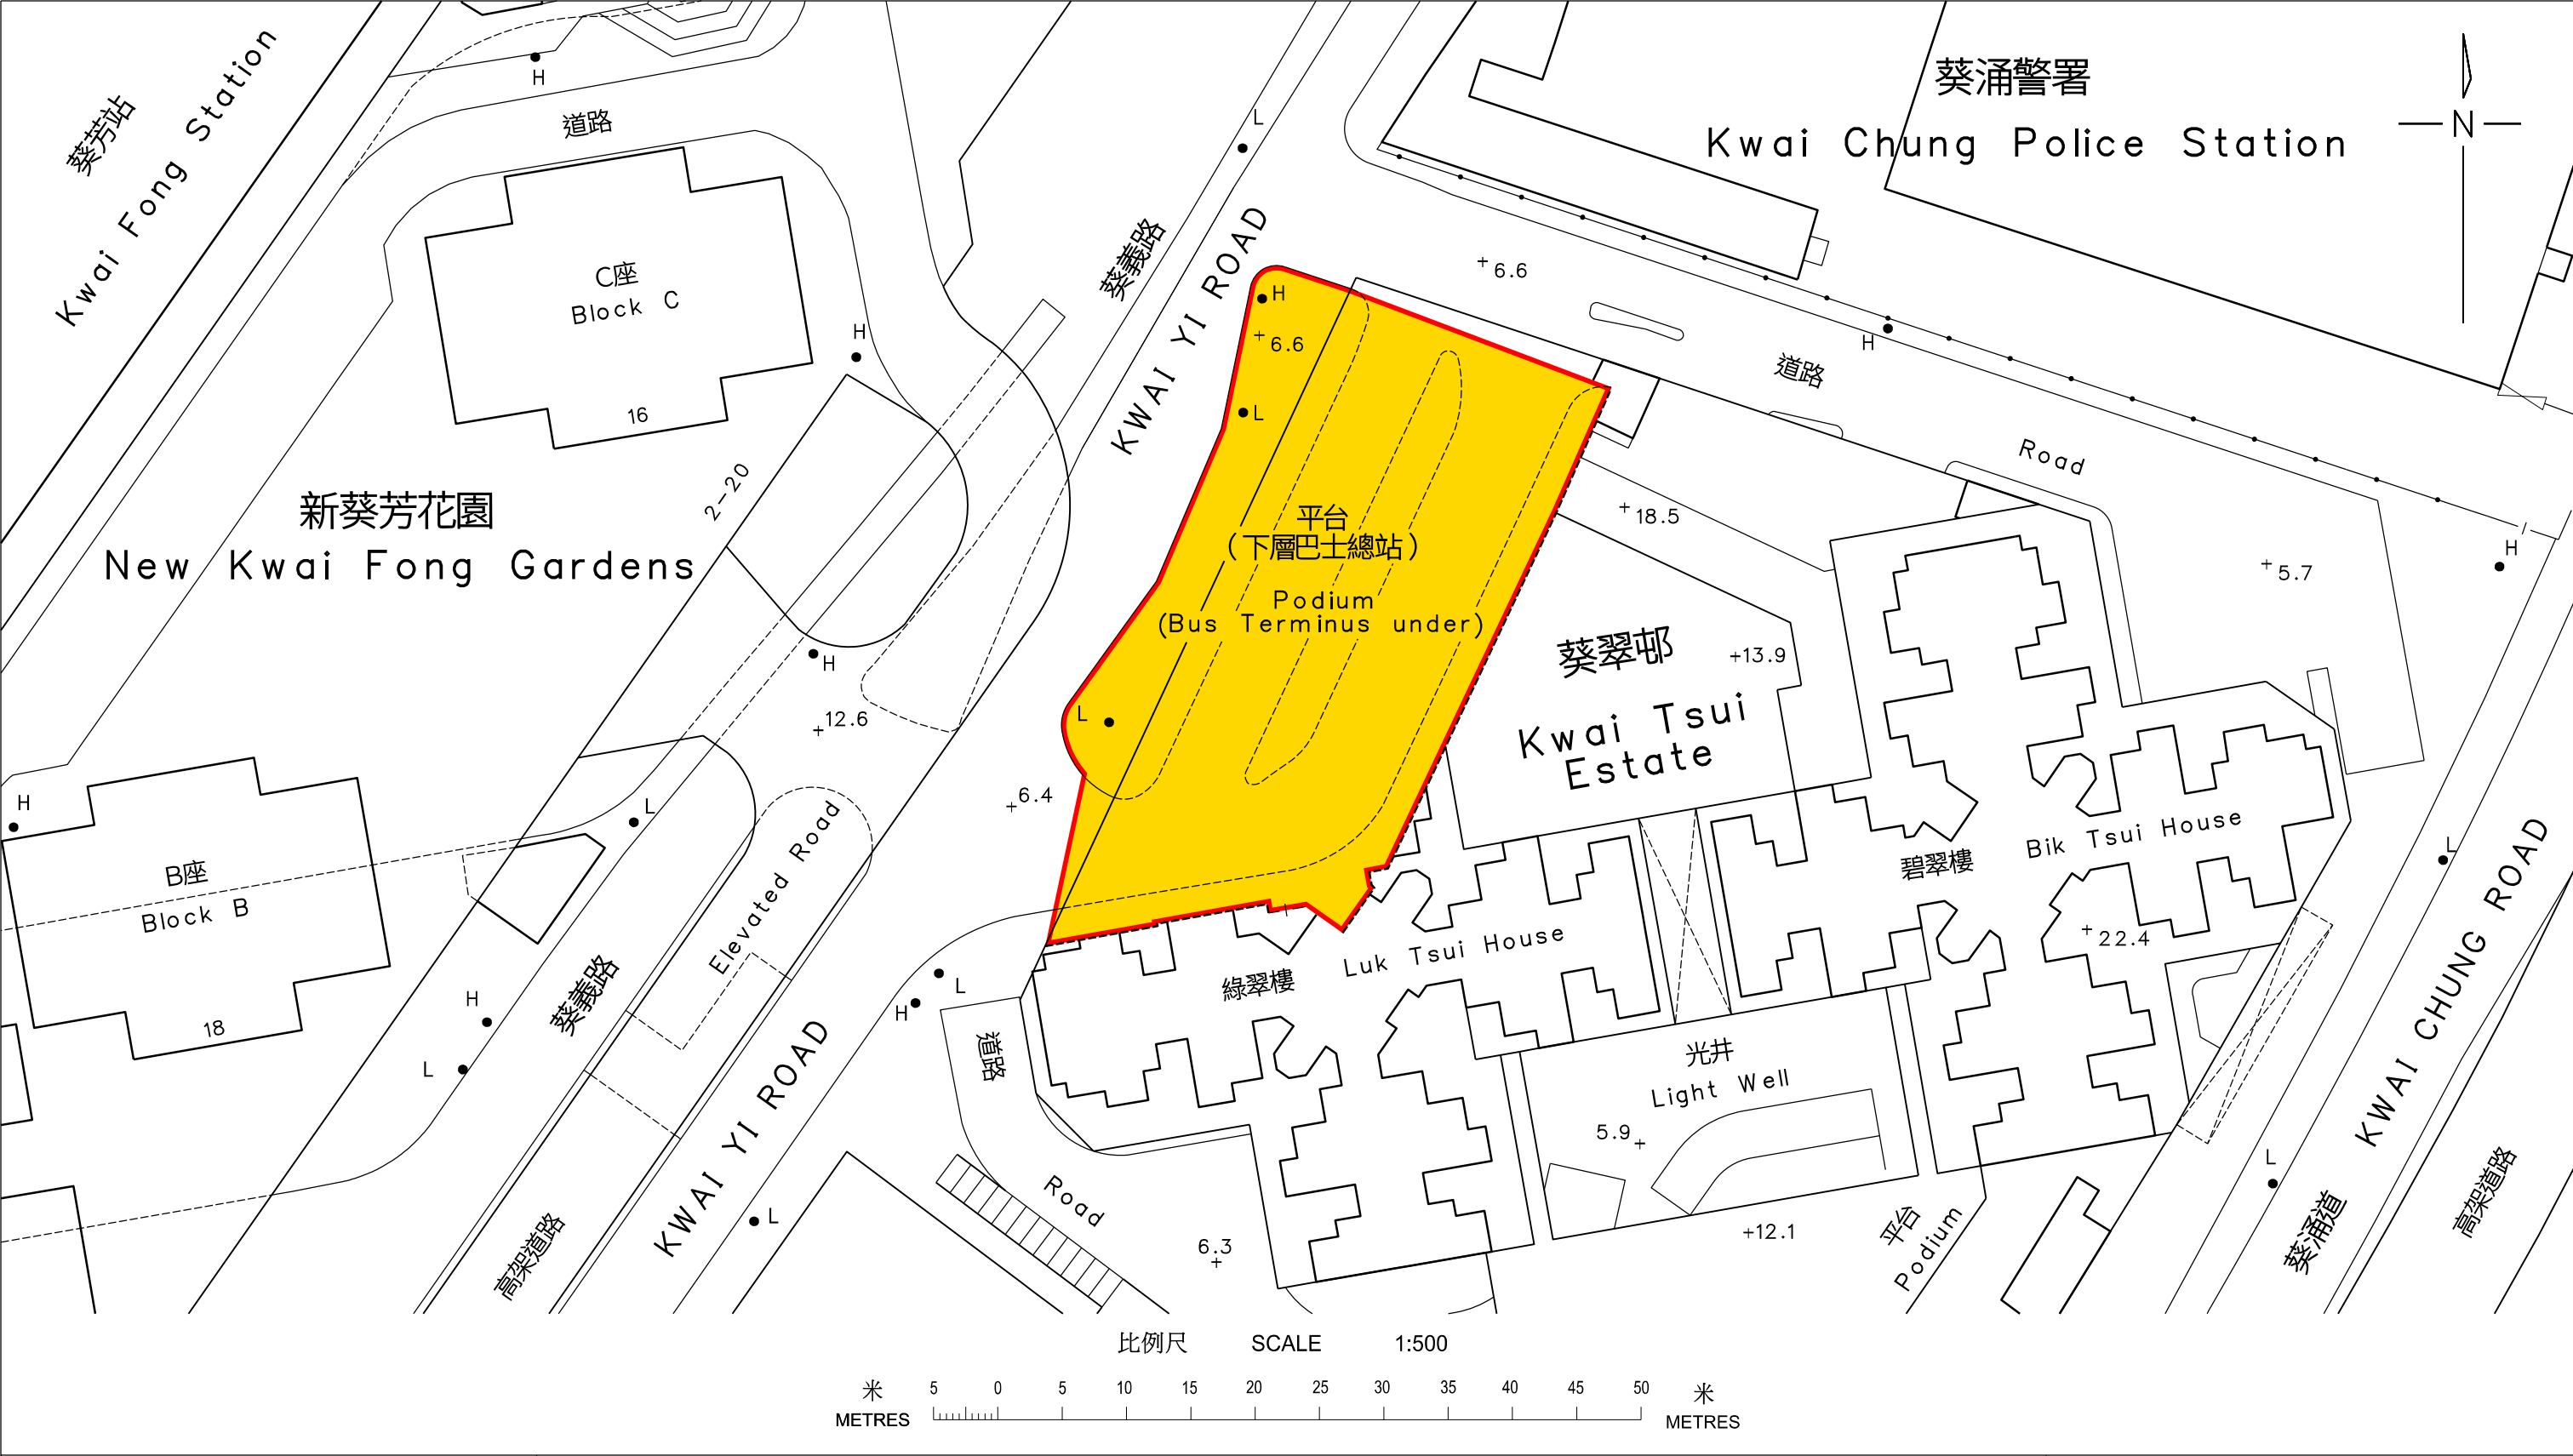 葵芳站
Kwai Fong Station
H
道路
C座
Block C
16
H
新葵芳花園
New Kwai Fong Gardens
2-20
H
+12.6
H
B座
Block B
18
L
H
L
葵義路
Elevated Road
高架道路
KWAI YI ROAD
L
L
葵義路
KWAI YI ROAD
葵涌警署
Kwai Chung Police Station
N
+6.6
H
道路
Road
H
+6.6
L
平台
(下層巴士總站)
Podium
(Bus Terminus under)
L
+6.4
+18.5
葵翠邨
+13.9
Kwai Tsui
Estate
+5.7
H
碧翠樓
Bik Tsui House
+22.4
綠翠樓
Luk Tsui House
L
H
道路
Road
6.3+
光井
Light Well
5.9+
+12.1
平台
Podium
L
L
KWAI CHUNG ROAD
葵涌道
高架道路
比例尺 SCALE 1:500
米 5 0 5 10 15 20 25 30 35 40 45 50 米
METRES METRES